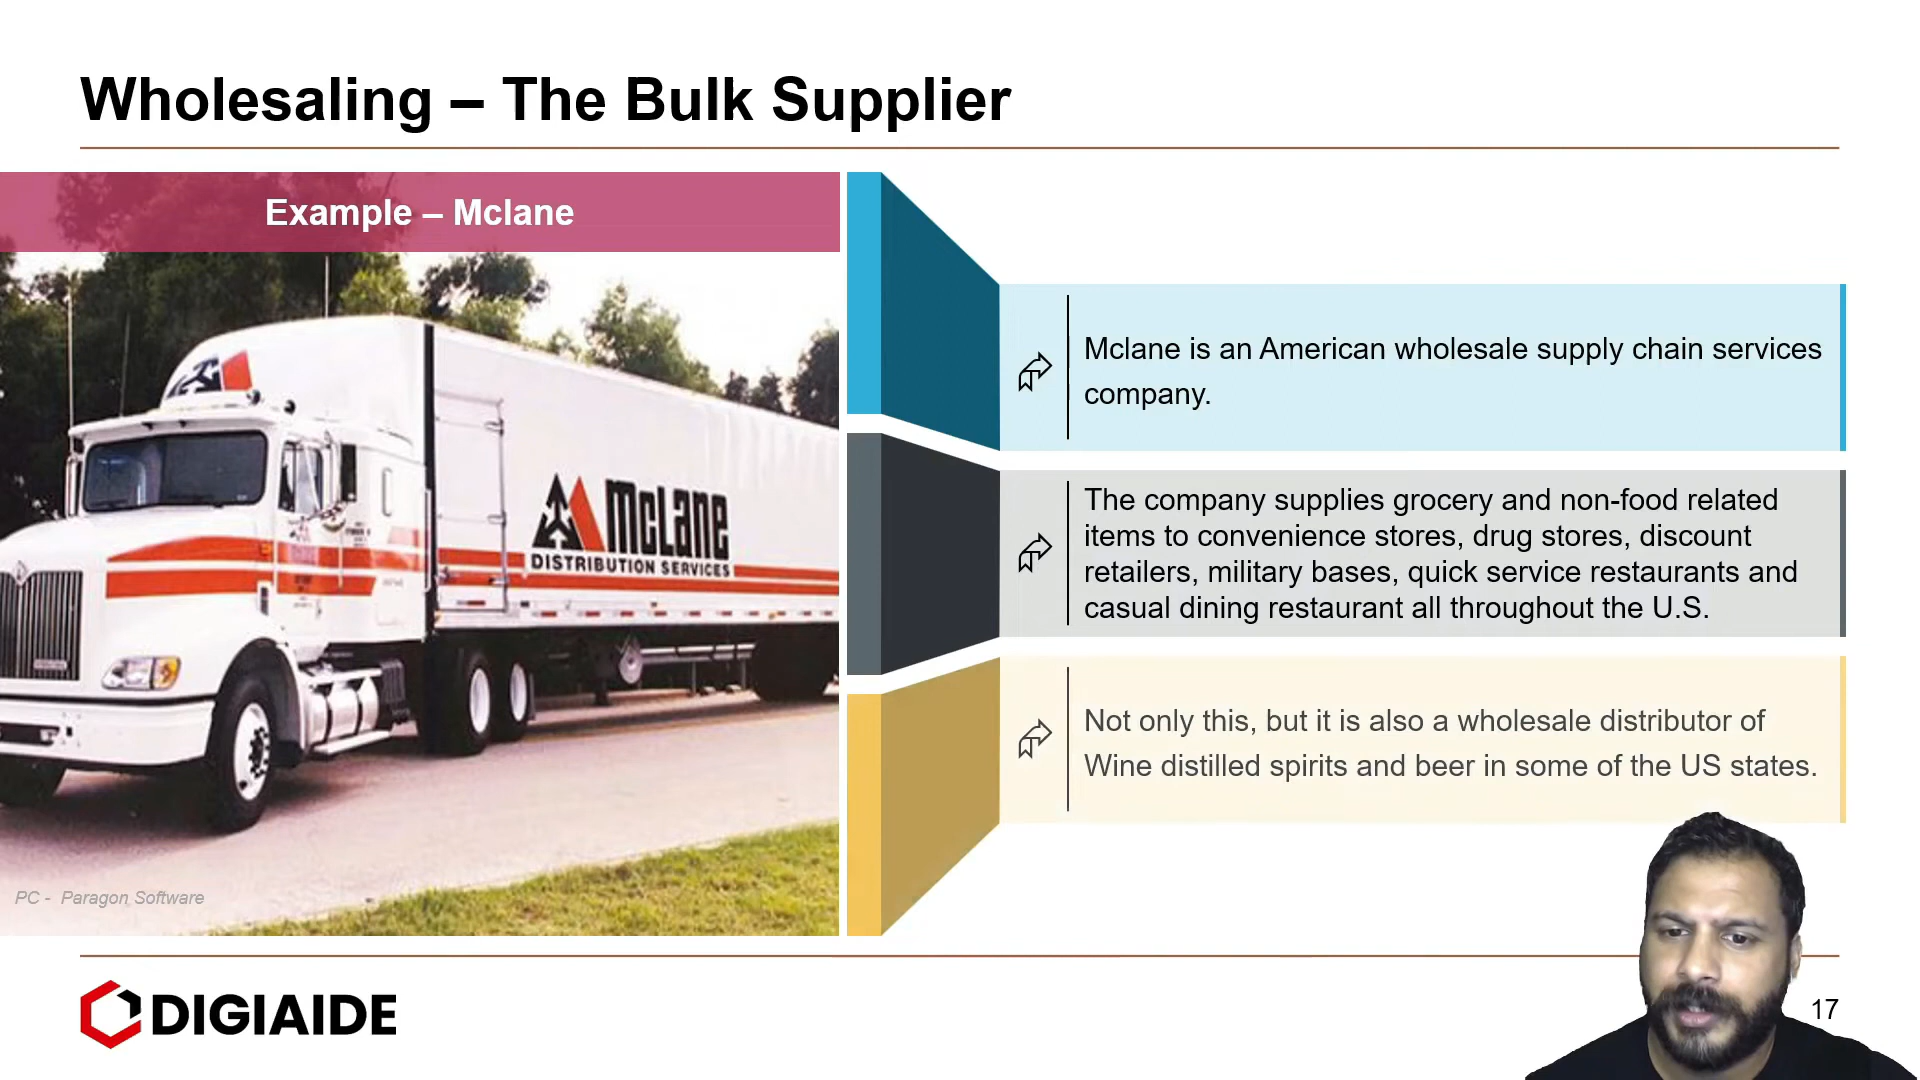 Wholesaling – The Bulk Supplier
Example – Mclane
McLane
DISTRIBUTION SERVICES
PC - Paragon Software
Mclane is an American wholesale supply chain services
company.
The company supplies grocery and non-food related
items to convenience stores, drug stores, discount
retailers, military bases, quick service restaurants and
casual dining restaurant all throughout the U.S.
Not only this, but it is also a wholesale distributor of
Wine distilled spirits and beer in some of the US states.
DIGIAIDE
17